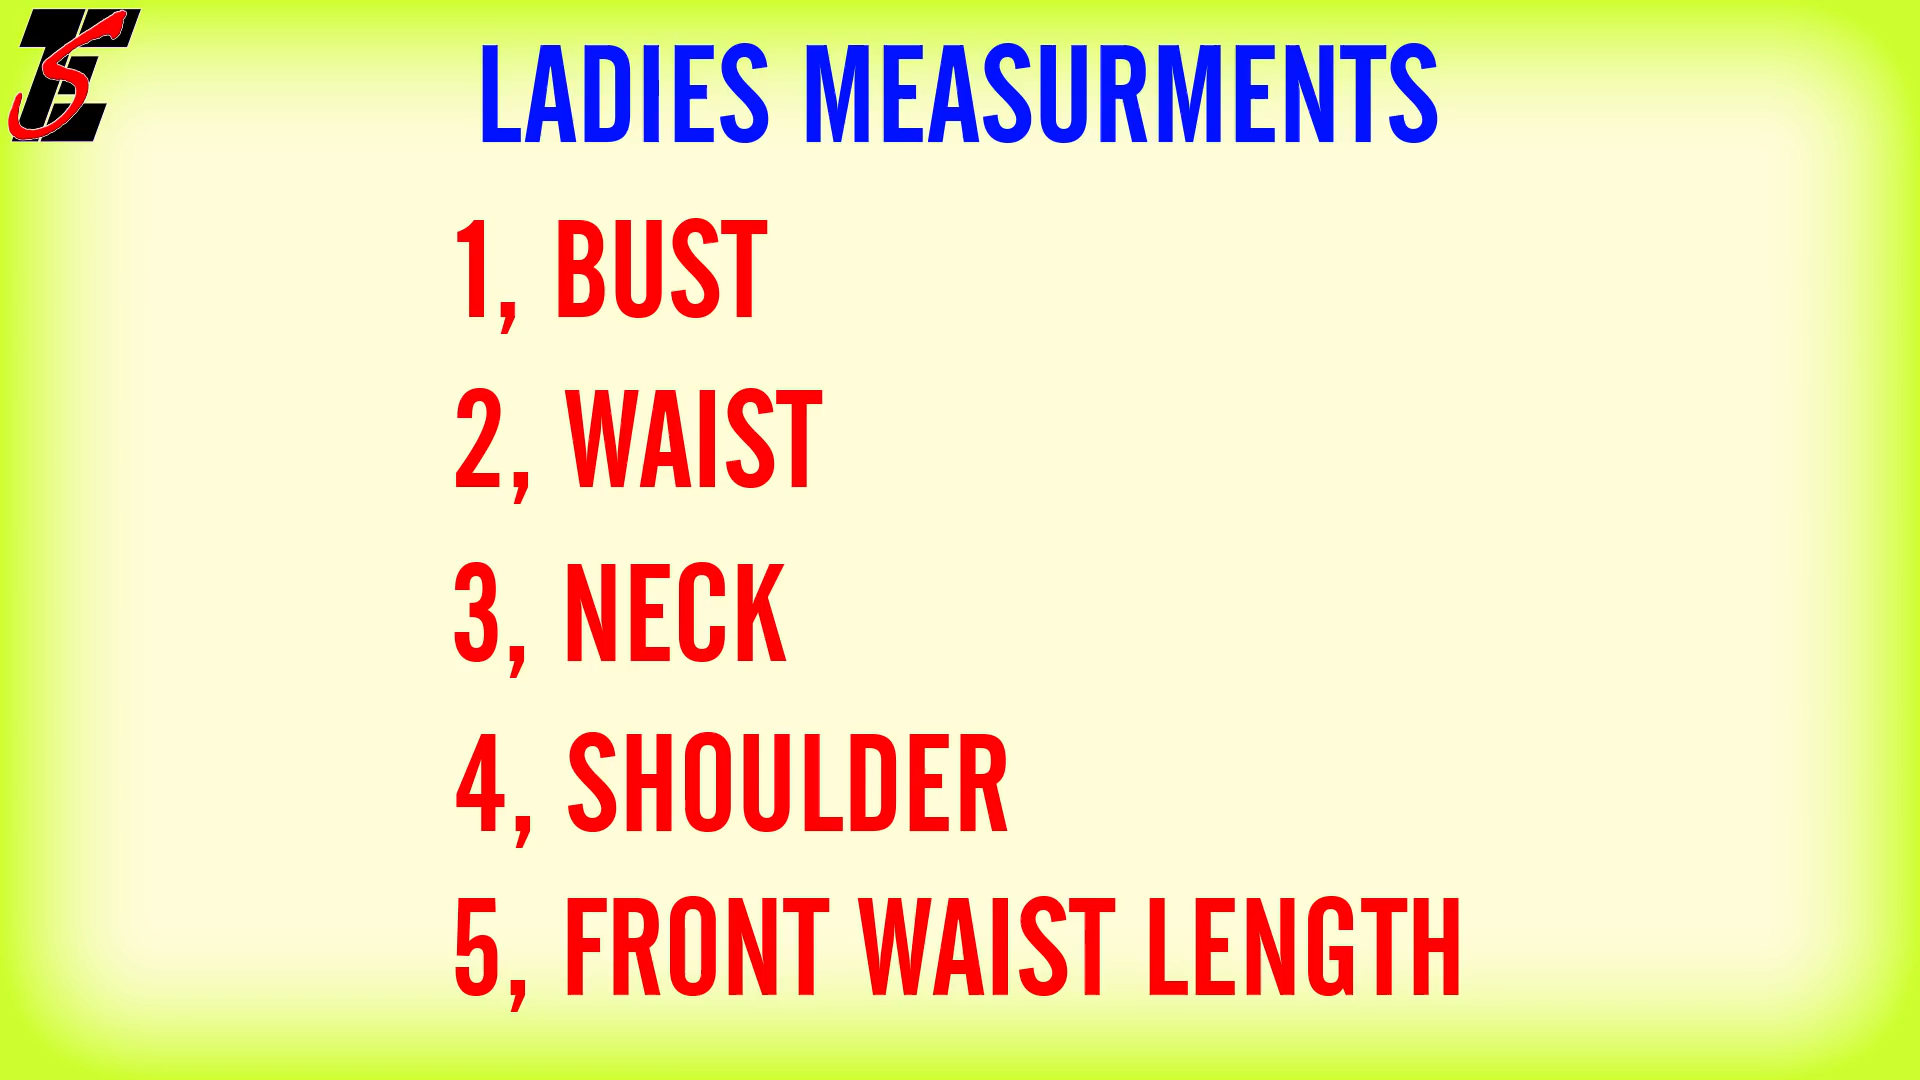 LADIES MEASURMENTS
1, BUST
2, WAIST
3, NECK
4, SHOULDER
5, FRONT WAIST LENGTH